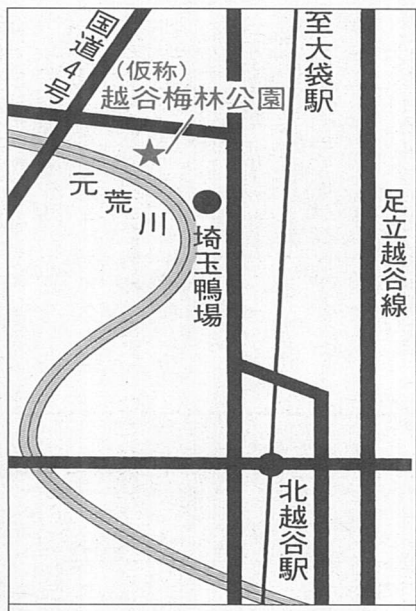 国道4号
(仮称)
越谷梅林公園
至大袋駅
元荒川
埼玉鴨場
足立越谷線
北越谷駅